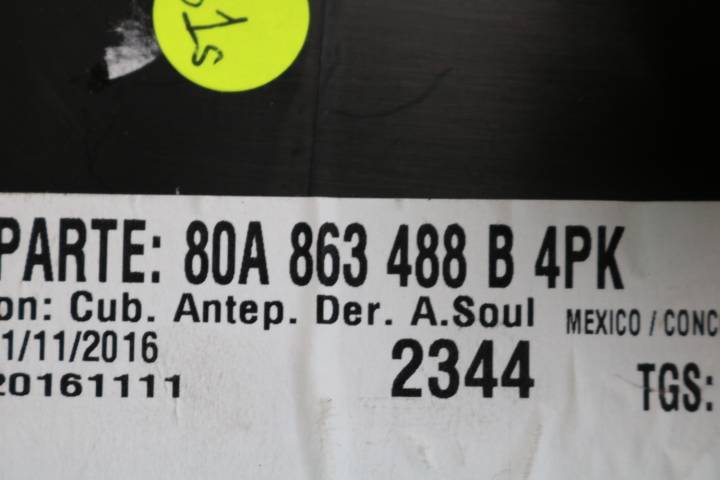 PARTE: 80A 863 488 B 4PK
on: Cub. Antep. Der. A.Soul
MEXICO / CONC
1/11/2016
2344
20161111
TGS: